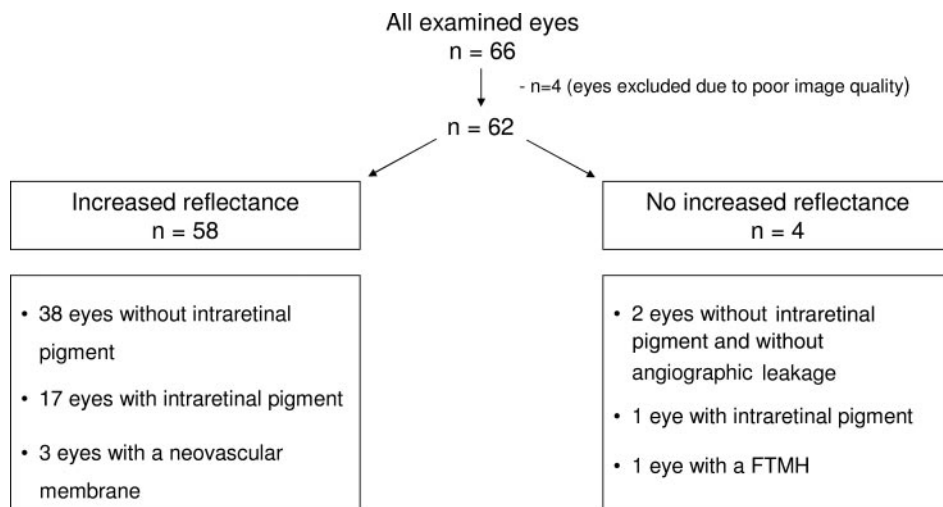 All examined eyes
n = 66
- n=4 (eyes excluded due to poor image quality)
n = 62
Increased reflectance
n = 58
No increased reflectance
n = 4
• 38 eyes without intraretinal
pigment
• 17 eyes with intraretinal pigment
• 3 eyes with a neovascular
membrane
• 2 eyes without intraretinal
pigment and without
angiographic leakage
• 1 eye with intraretinal pigment
• 1 eye with a FTMH